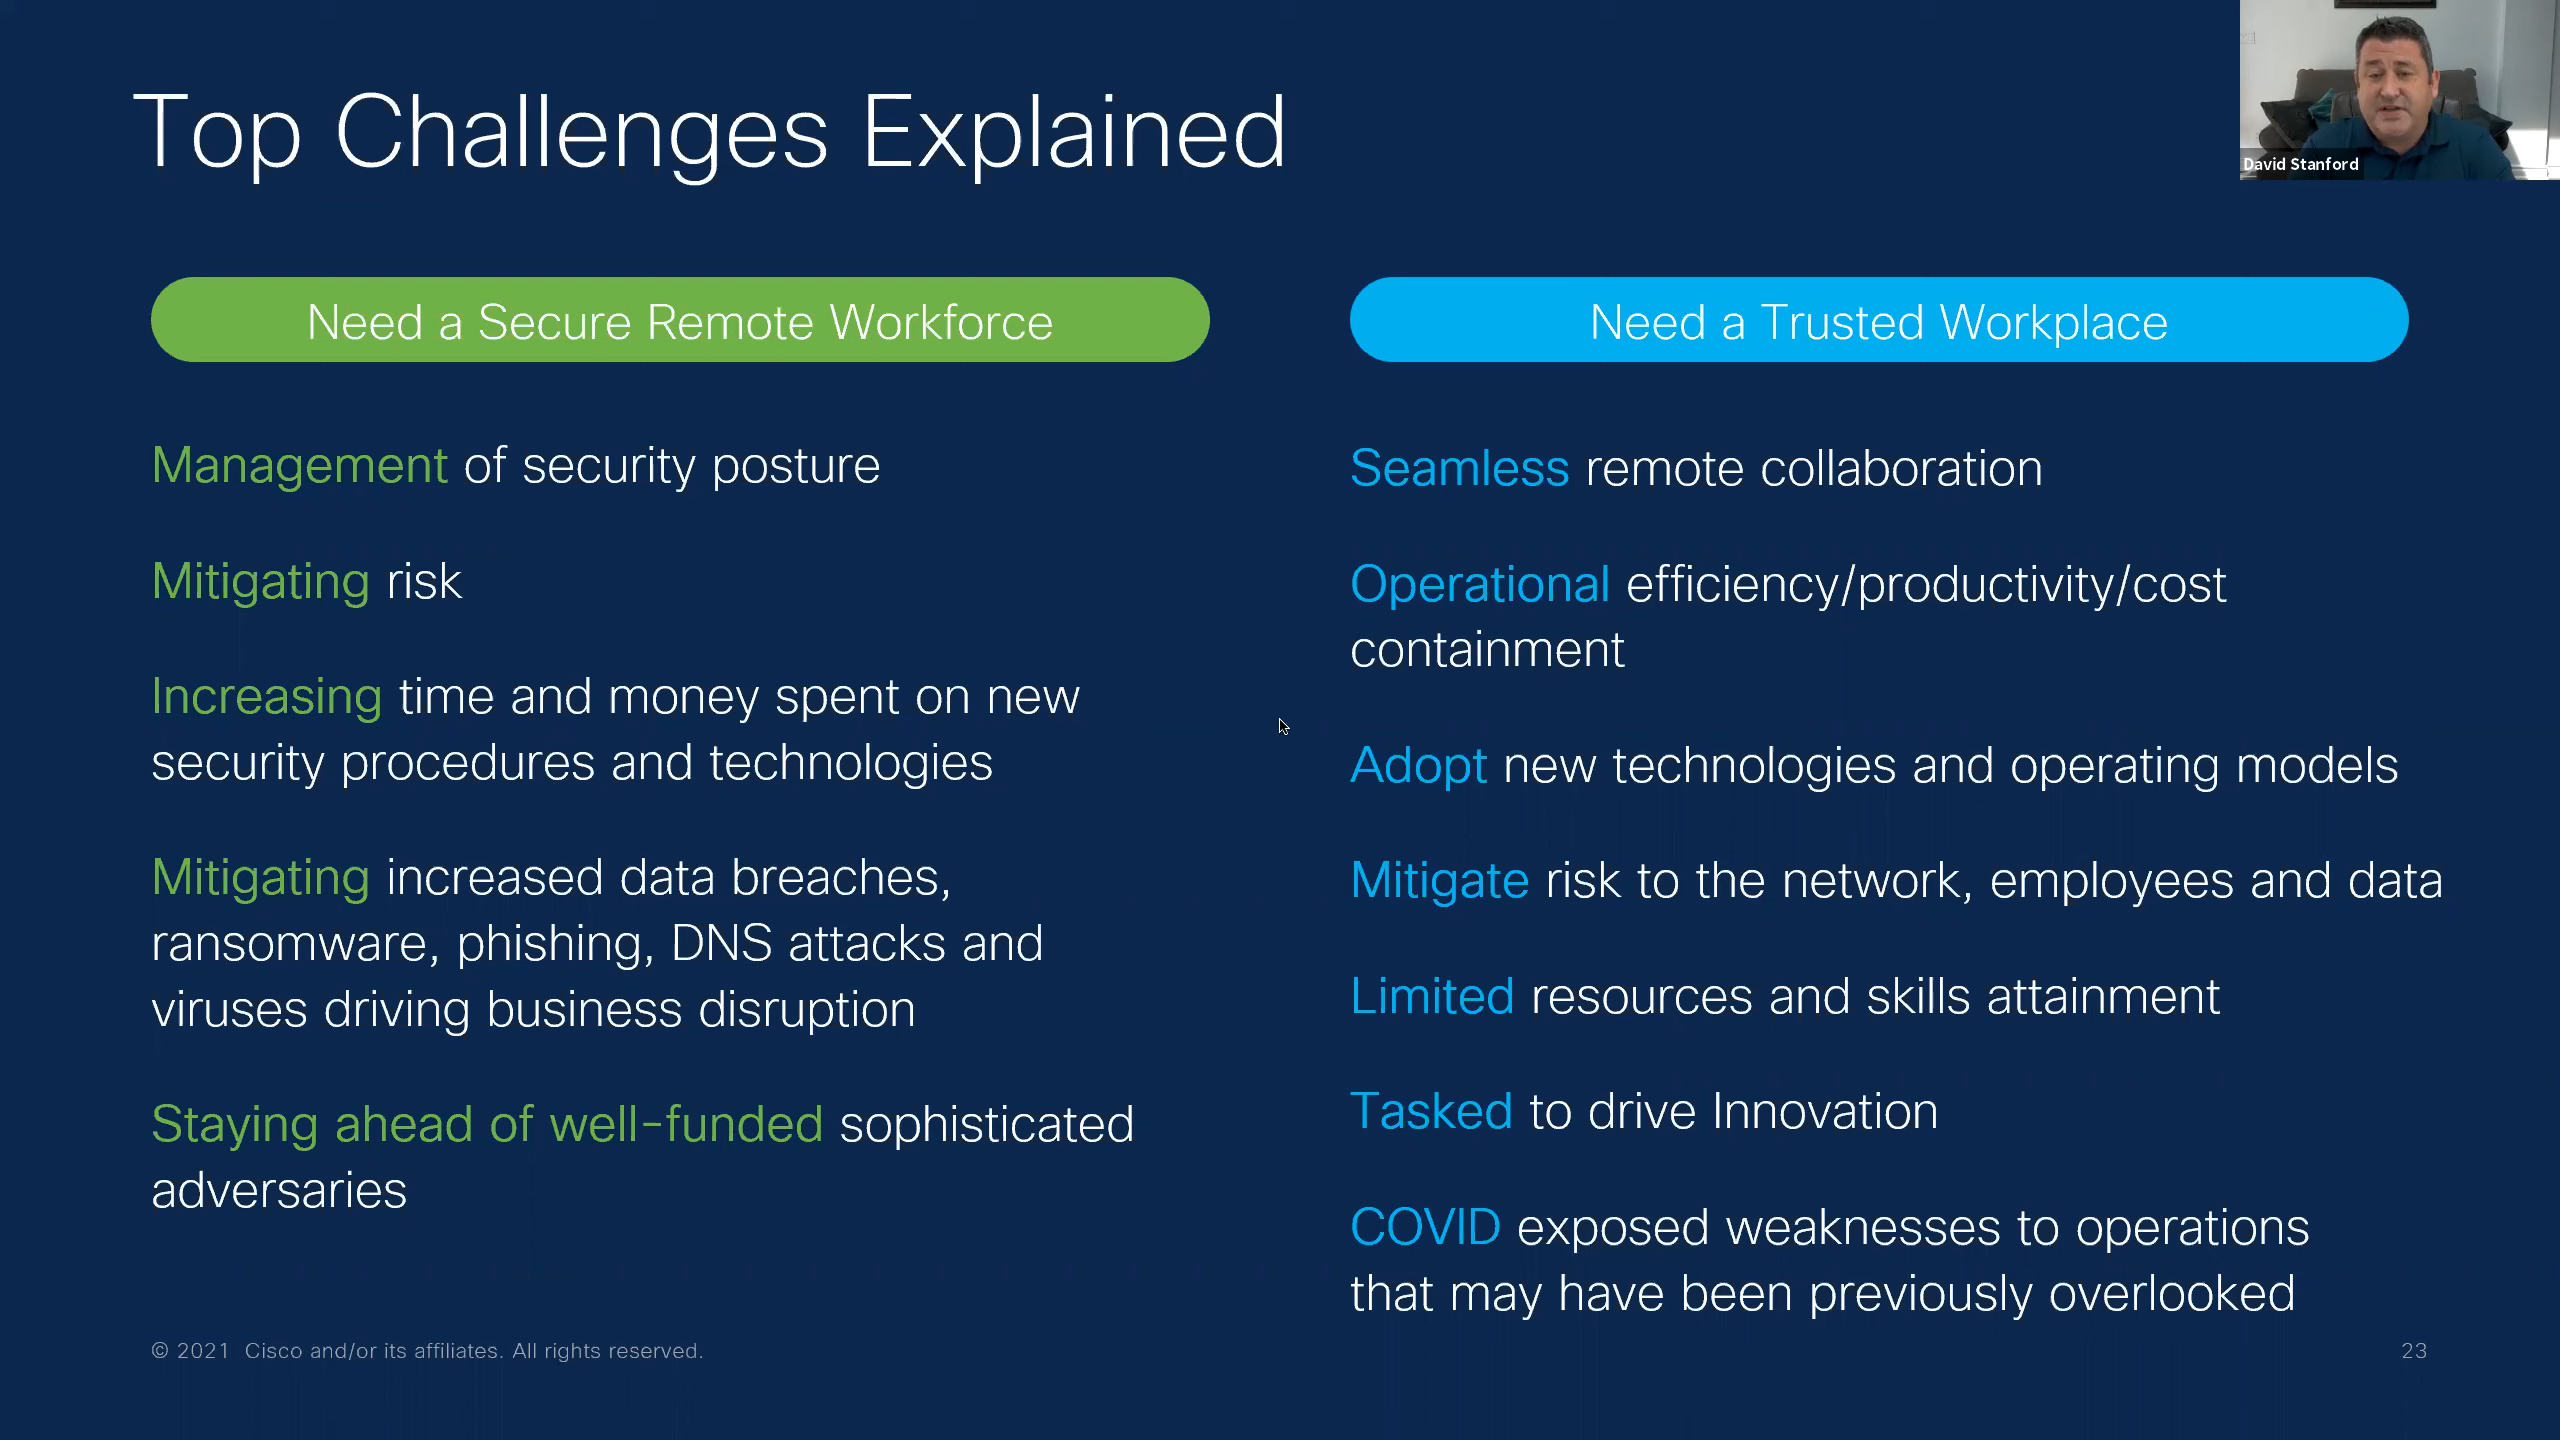 Top Challenges Explained
David Stanford
Need a Secure Remote Workforce
Management of security posture
Mitigating risk
Increasing time and money spent on new
security procedures and technologies
Mitigating increased data breaches,
ransomware, phishing, DNS attacks and
viruses driving business disruption
Staying ahead of well-funded sophisticated
adversaries
Need a Trusted Workplace
Seamless remote collaboration
Operational efficiency/productivity/cost
containment
Adopt new technologies and operating models
Mitigate risk to the network, employees and data
Limited resources and skills attainment
Tasked to drive Innovation
COVID exposed weaknesses to operations
that may have been previously overlooked
© 2021 Cisco and/or its affiliates. All rights reserved.
23